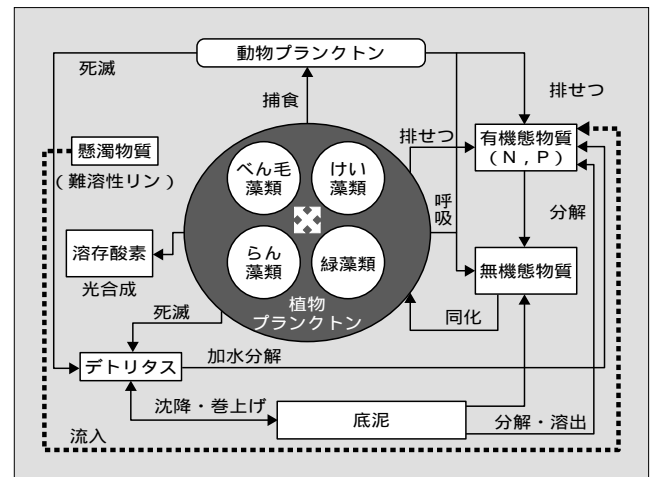 動物プランクトン
死滅
捕食
排せつ
懸濁物質
(難溶性リン)
べん毛
藻類
けい
藻類
排せつ
有機態物質
(N,P)
呼吸
分解
溶存酸素
光合成
らん
藻類
緑藻類
無機態物質
植物
プランクトン
同化
死滅
デトリタス
加水分解
沈降・巻上げ
底泥
分解・溶出
流入